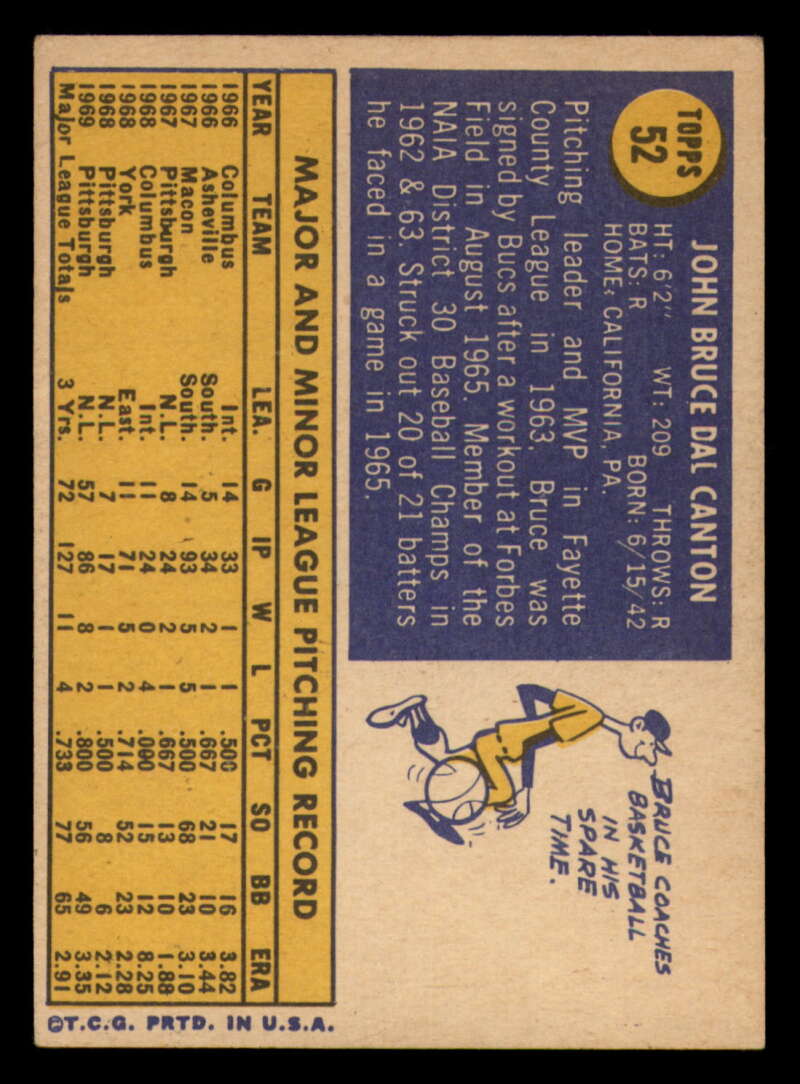 TOPPS
52
JOHN BRUCE DAL CANTON
HT: 6'2" WT: 209 THROWS: R
BATS: R BORN: 6/15/42
HOME: CALIFORNIA, PA.
Pitching leader and MVP in Fayette
County League in 1963, Bruce was
signed by Bucs after a workout at Forbes
Field in August 1965. Member of the
NAIA District 30 Baseball Champs in
1962 & 63. Struck out 20 of 21 batters
he faced in a game in 1965.
BRUCE COACHES
BASKETBALL
IN HIS
SPARE
TIME.
MAJOR AND MINOR LEAGUE PITCHING RECORD
YEAR TEAM LEA. G IP W L PCT SO BB ERA
1966 Columbus Int. 14 33 1 1 .500 17 16 3.82
1966 Asheville South. 5 34 2 1 .667 21 10 3.44
1967 Macon South. 14 93 5 5 .500 68 23 3.10
1967 Pittsburgh N.L. 8 24 2 1 .667 13 10 1.88
1968 Columbus Int. 11 24 0 4 .000 15 12 8.25
1968 York East. 11 71 5 2 .714 52 23 2.28
1968 Pittsburgh N.L. 7 17 1 1 .500 8 6 2.12
1969 Pittsburgh N.L. 57 86 8 2 .800 56 49 3.35
Major League Totals 3 Yrs. 72 127 11 4 .733 77 65 2.91
©T.C.G. PRTD. IN U.S.A.